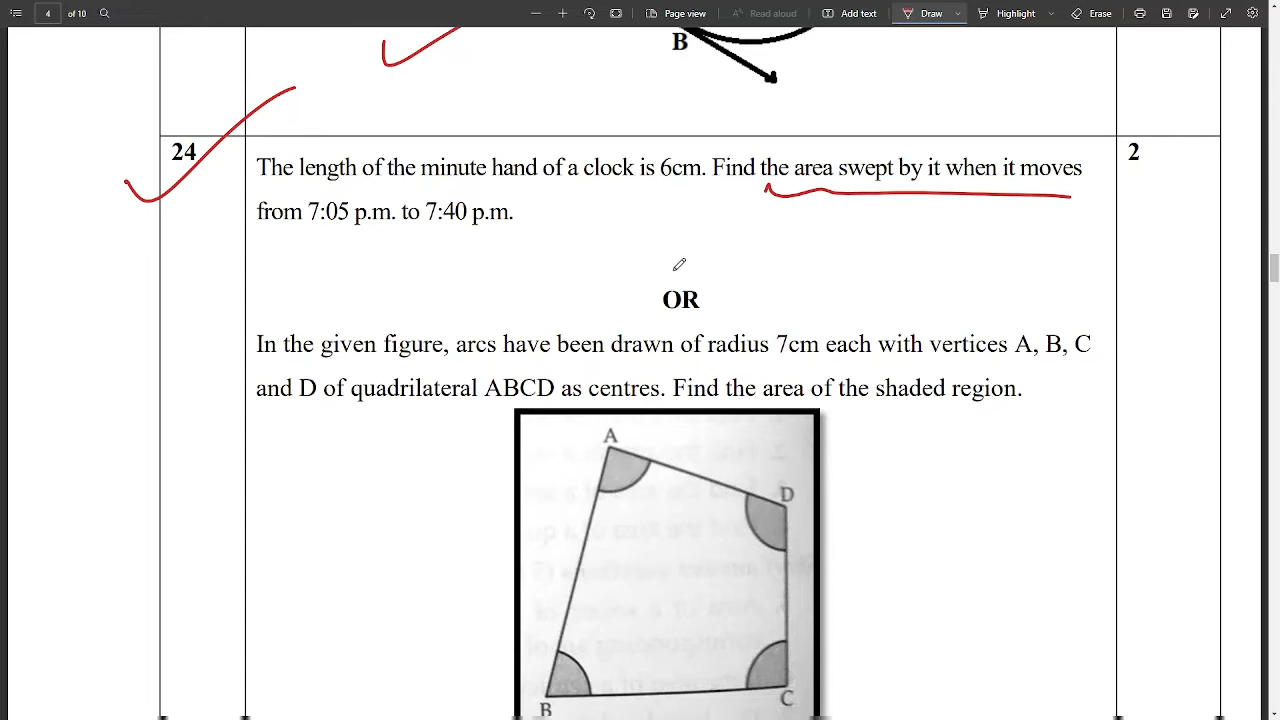 4 of 10 Page view Read aloud Add text Draw Highlight Erase
B
24 The length of the minute hand of a clock is 6cm. Find the area swept by it when it moves 2
from 7:05 p.m. to 7:40 p.m.
OR
In the given figure, arcs have been drawn of radius 7cm each with vertices A, B, C
and D of quadrilateral ABCD as centres. Find the area of the shaded region.
A
D
C
B